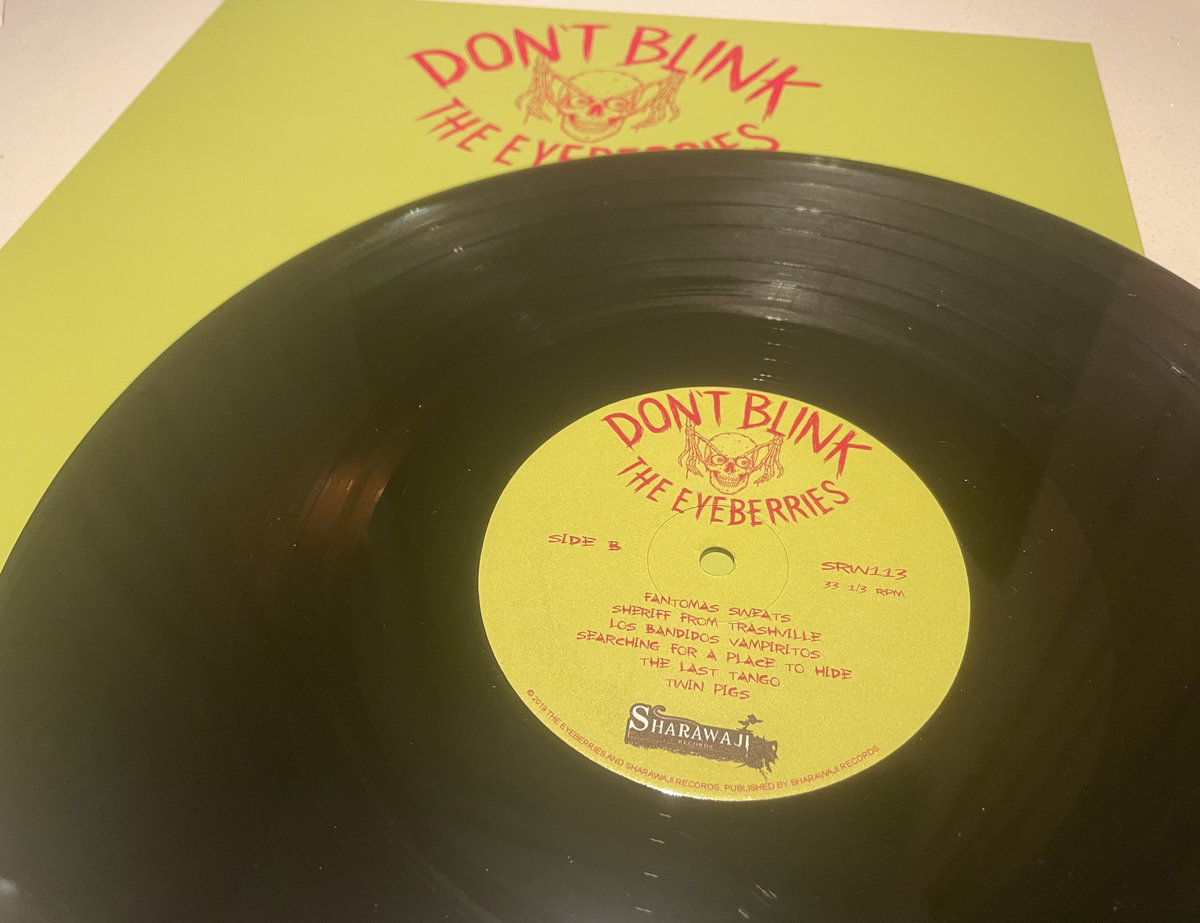 DON'T BLINK
THE EYEBERRIES
DON'T BLINK
THE EYEBERRIES
SIDE B
SRW113
33 1/3 RPM
FANTOMAS SWEATS
SHERIFF FROM TRASHVILLE
LOS BANDIDOS VAMPIRITOS
SEARCHING FOR A PLACE TO HIDE
THE LAST TANGO
TWIN PIGS
SHARAWAJI
RECORDS
© 2019 THE EYEBERRIES AND SHARAWAJI RECORDS. PUBLISHED BY SHARAWAJI RECORDS